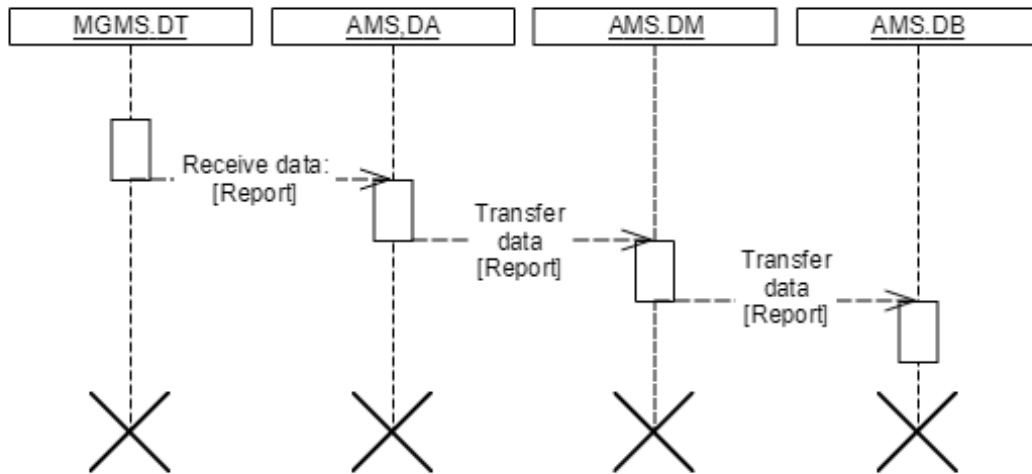 MGMS.DT
AMS,DA
AMS.DM
AMS.DB
Receive data:
[Report]
Transfer
data
[Report]
Transfer
data
[Report]